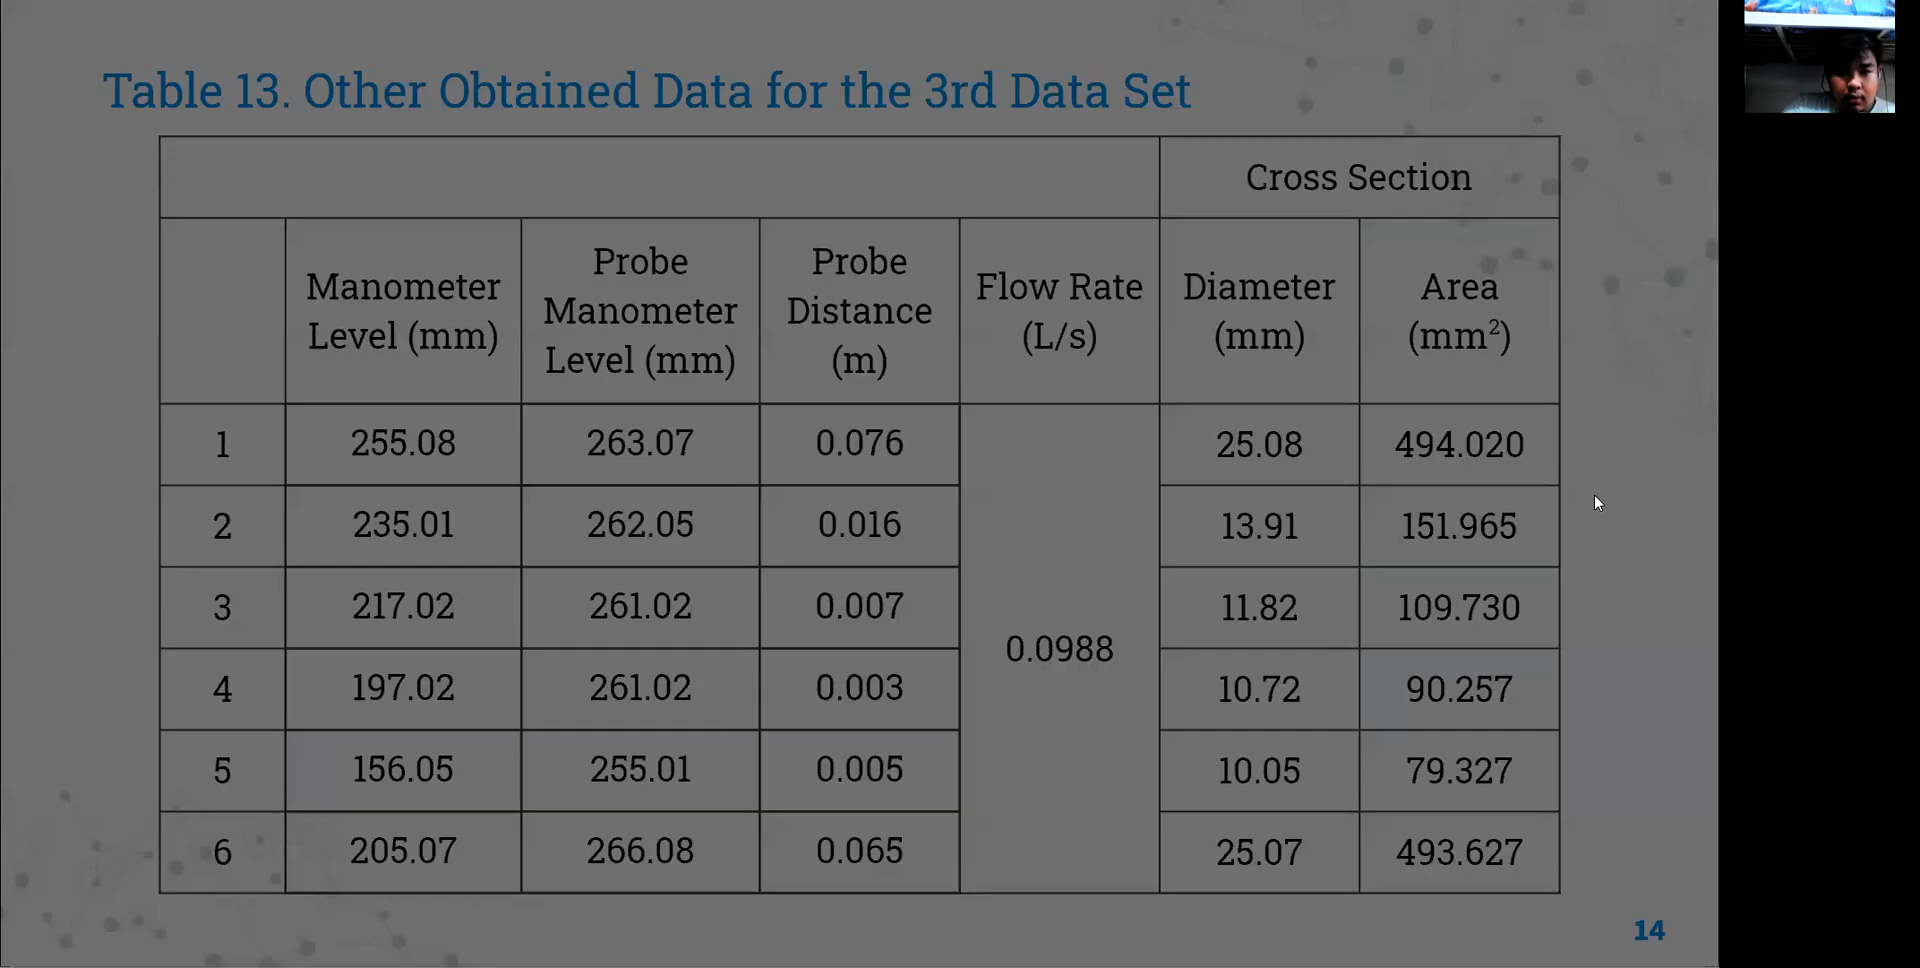 Table 13. Other Obtained Data for the 3rd Data Set
Cross Section
Manometer Level (mm) Probe Manometer Level (mm) Probe Distance (m) Flow Rate (L/s) Diameter (mm) Area (mm²)
1 255.08 263.07 0.076 25.08 494.020
2 235.01 262.05 0.016 13.91 151.965
3 217.02 261.02 0.007 11.82 109.730
0.0988
4 197.02 261.02 0.003 10.72 90.257
5 156.05 255.01 0.005 10.05 79.327
6 205.07 266.08 0.065 25.07 493.627
14